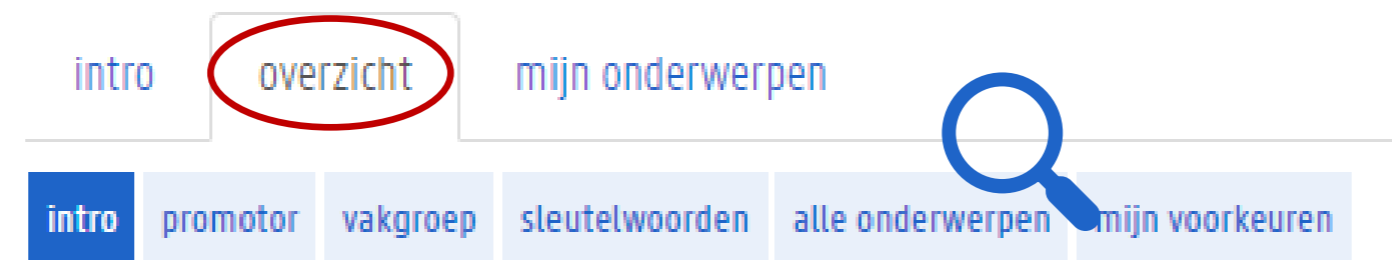 intro overzicht mijn onderwerpen
intro promotor vakgroep sleutelwoorden alle onderwerpen mijn voorkeuren